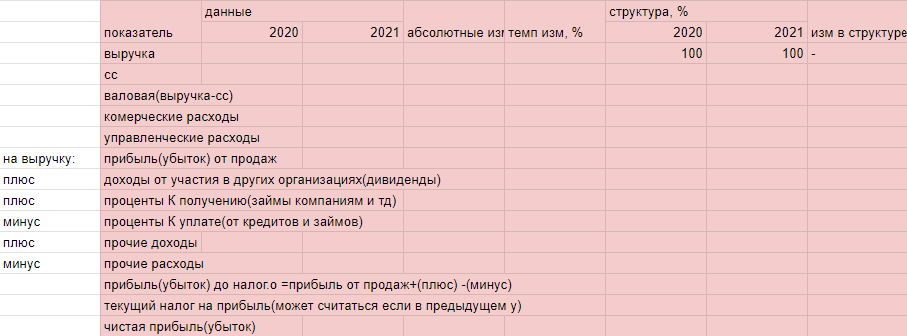 данные структура, %
показатель 2020 2021 абсолютные изм темп изм, % 2020 2021 изм в структуре
выручка 100 100 -
сс
валовая(выручка-сс)
комерческие расходы
управленческие расходы
на выручку: прибыль(убыток) от продаж
плюс доходы от участия в других организациях(дивиденды)
плюс проценты К получению(займы компаниям и тд)
минус проценты К уплате(от кредитов и займов)
плюс прочие доходы
минус прочие расходы
прибыль(убыток) до налог.о =прибыль от продаж+(плюс) -(минус)
текущий налог на прибыль(может считаться если в предыдущем у)
чистая прибыль(убыток)